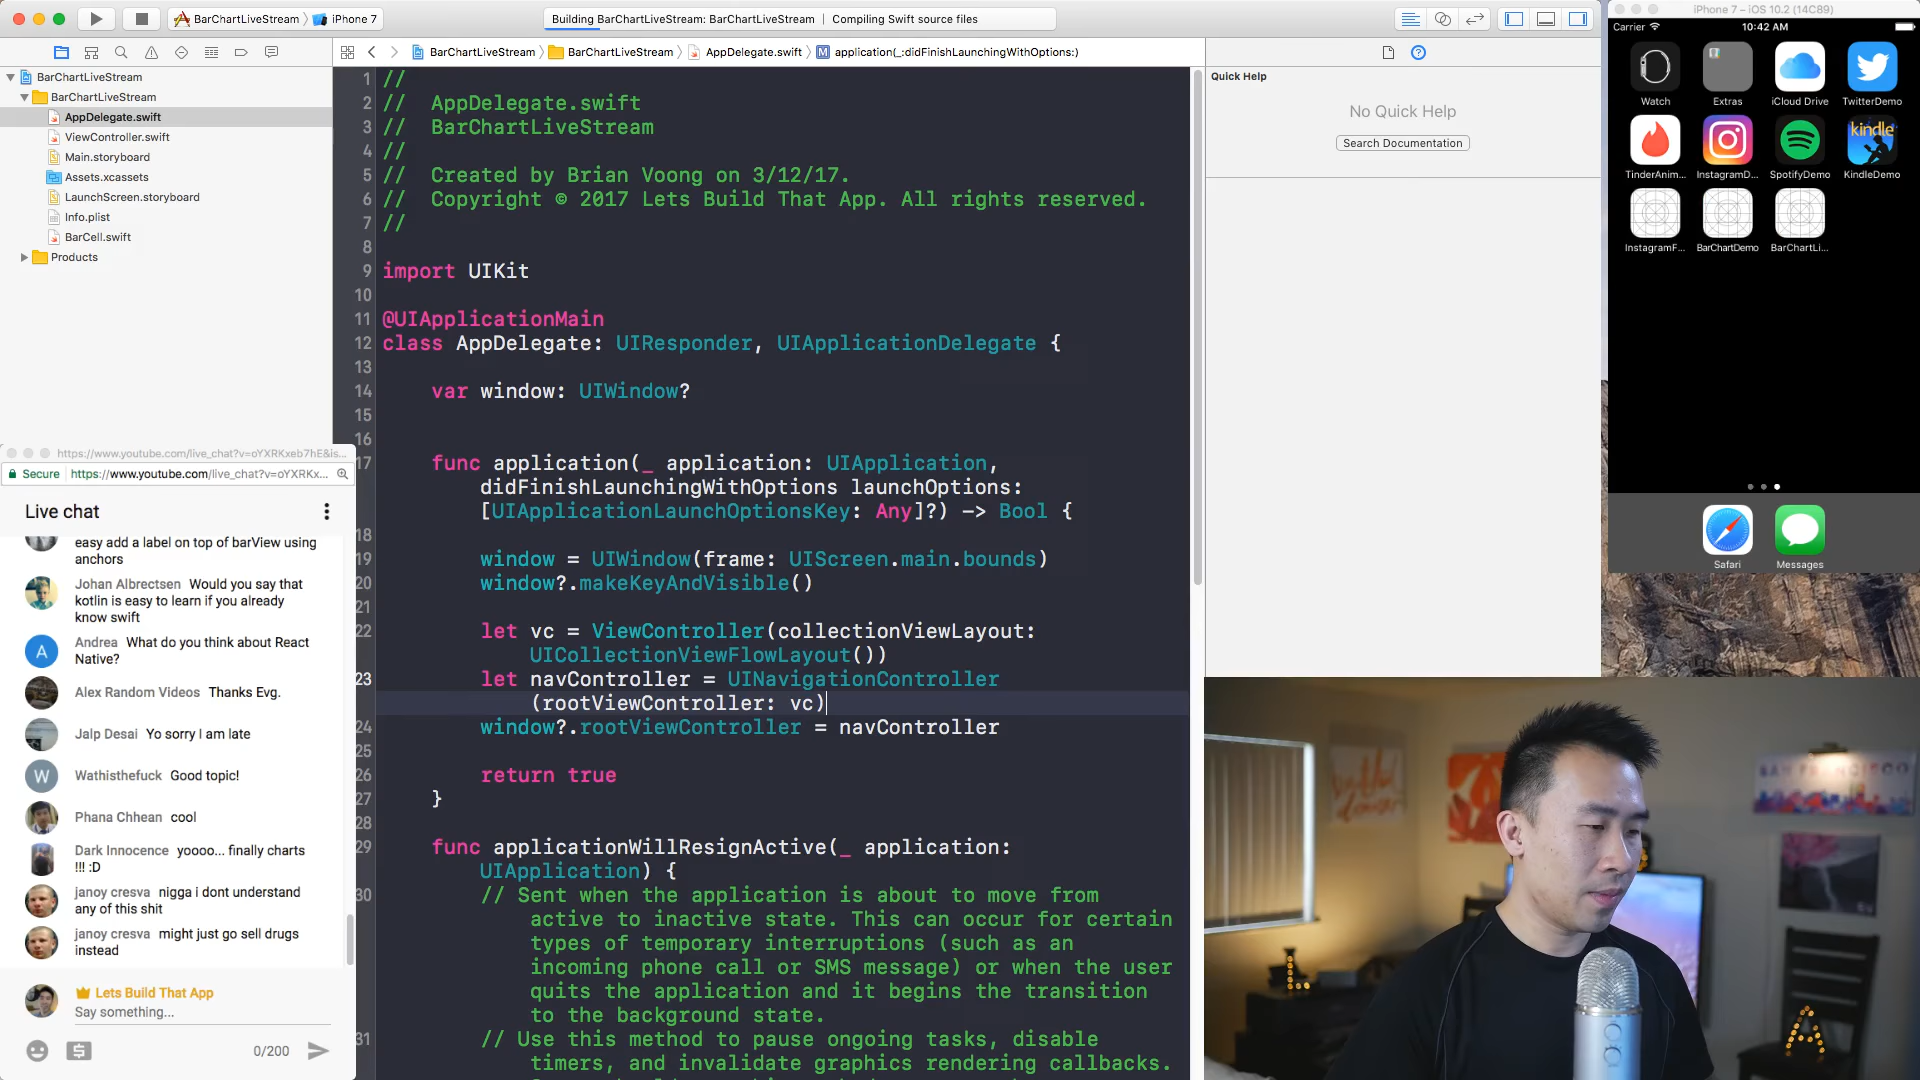 BarChartLiveStream
iPhone 7
Building BarChartLiveStream: BarChartLiveStream
Compiling Swift source files
BarChartLiveStream
BarChartLiveStream
AppDelegate.swift
application(_:didFinishLaunchingWithOptions:)
BarChartLiveStream
BarChartLiveStream
AppDelegate.swift
ViewController.swift
Main.storyboard
Assets.xcassets
LaunchScreen.storyboard
Info.plist
BarCell.swift
Products
1 //
2 //  AppDelegate.swift
3 //  BarChartLiveStream
4 //
5 //  Created by Brian Voong on 3/12/17.
6 //  Copyright © 2017 Lets Build That App. All rights reserved.
7 //
8
9 import UIKit
10
11 @UIApplicationMain
12 class AppDelegate: UIResponder, UIApplicationDelegate {
13
14 var window: UIWindow?
15
16
17 func application(_ application: UIApplication,
didFinishLaunchingWithOptions launchOptions:
[UIApplicationLaunchOptionsKey: Any]?) -> Bool {
18
19 window = UIWindow(frame: UIScreen.main.bounds)
20 window?.makeKeyAndVisible()
21
22 let vc = ViewController(collectionViewLayout:
UICollectionViewFlowLayout())
23 let navController = UINavigationController
(rootViewController: vc)
24 window?.rootViewController = navController
25
26 return true
27 }
28
29 func applicationWillResignActive(_ application:
UIApplication) {
30 // Sent when the application is about to move from
active to inactive state. This can occur for certain
types of temporary interruptions (such as an
incoming phone call or SMS message) or when the user
quits the application and it begins the transition
to the background state.
31 // Use this method to pause ongoing tasks, disable
timers, and invalidate graphics rendering callbacks.
Quick Help
No Quick Help
Search Documentation
iPhone 7 – iOS 10.2 (14C89)
Carrier
10:42 AM
Watch
Extras
iCloud Drive
TwitterDemo
kindle
TinderAnim...
InstagramD...
SpotifyDemo
KindleDemo
InstagramF...
BarChartDemo
BarChartLi...
Safari
Messages
https://www.youtube.com/live_chat?v=oYXRKxeb7hE&is...
Secure
https://www.youtube.com/live_chat?v=oYXRKx...
Live chat
easy add a label on top of barView using
anchors
Johan Albrectsen Would you say that
kotlin is easy to learn if you already
know swift
A
Andrea What do you think about React
Native?
Alex Random Videos Thanks Evg.
Jalp Desai Yo sorry I am late
W
Wathisthefuck Good topic!
Phana Chhean cool
Dark Innocence yoooo... finally charts
!!! :D
janoy cresva nigga i dont understand
any of this shit
janoy cresva might just go sell drugs
instead
Lets Build That App
Say something...
0/200
SAN FRANCISCO
L
A